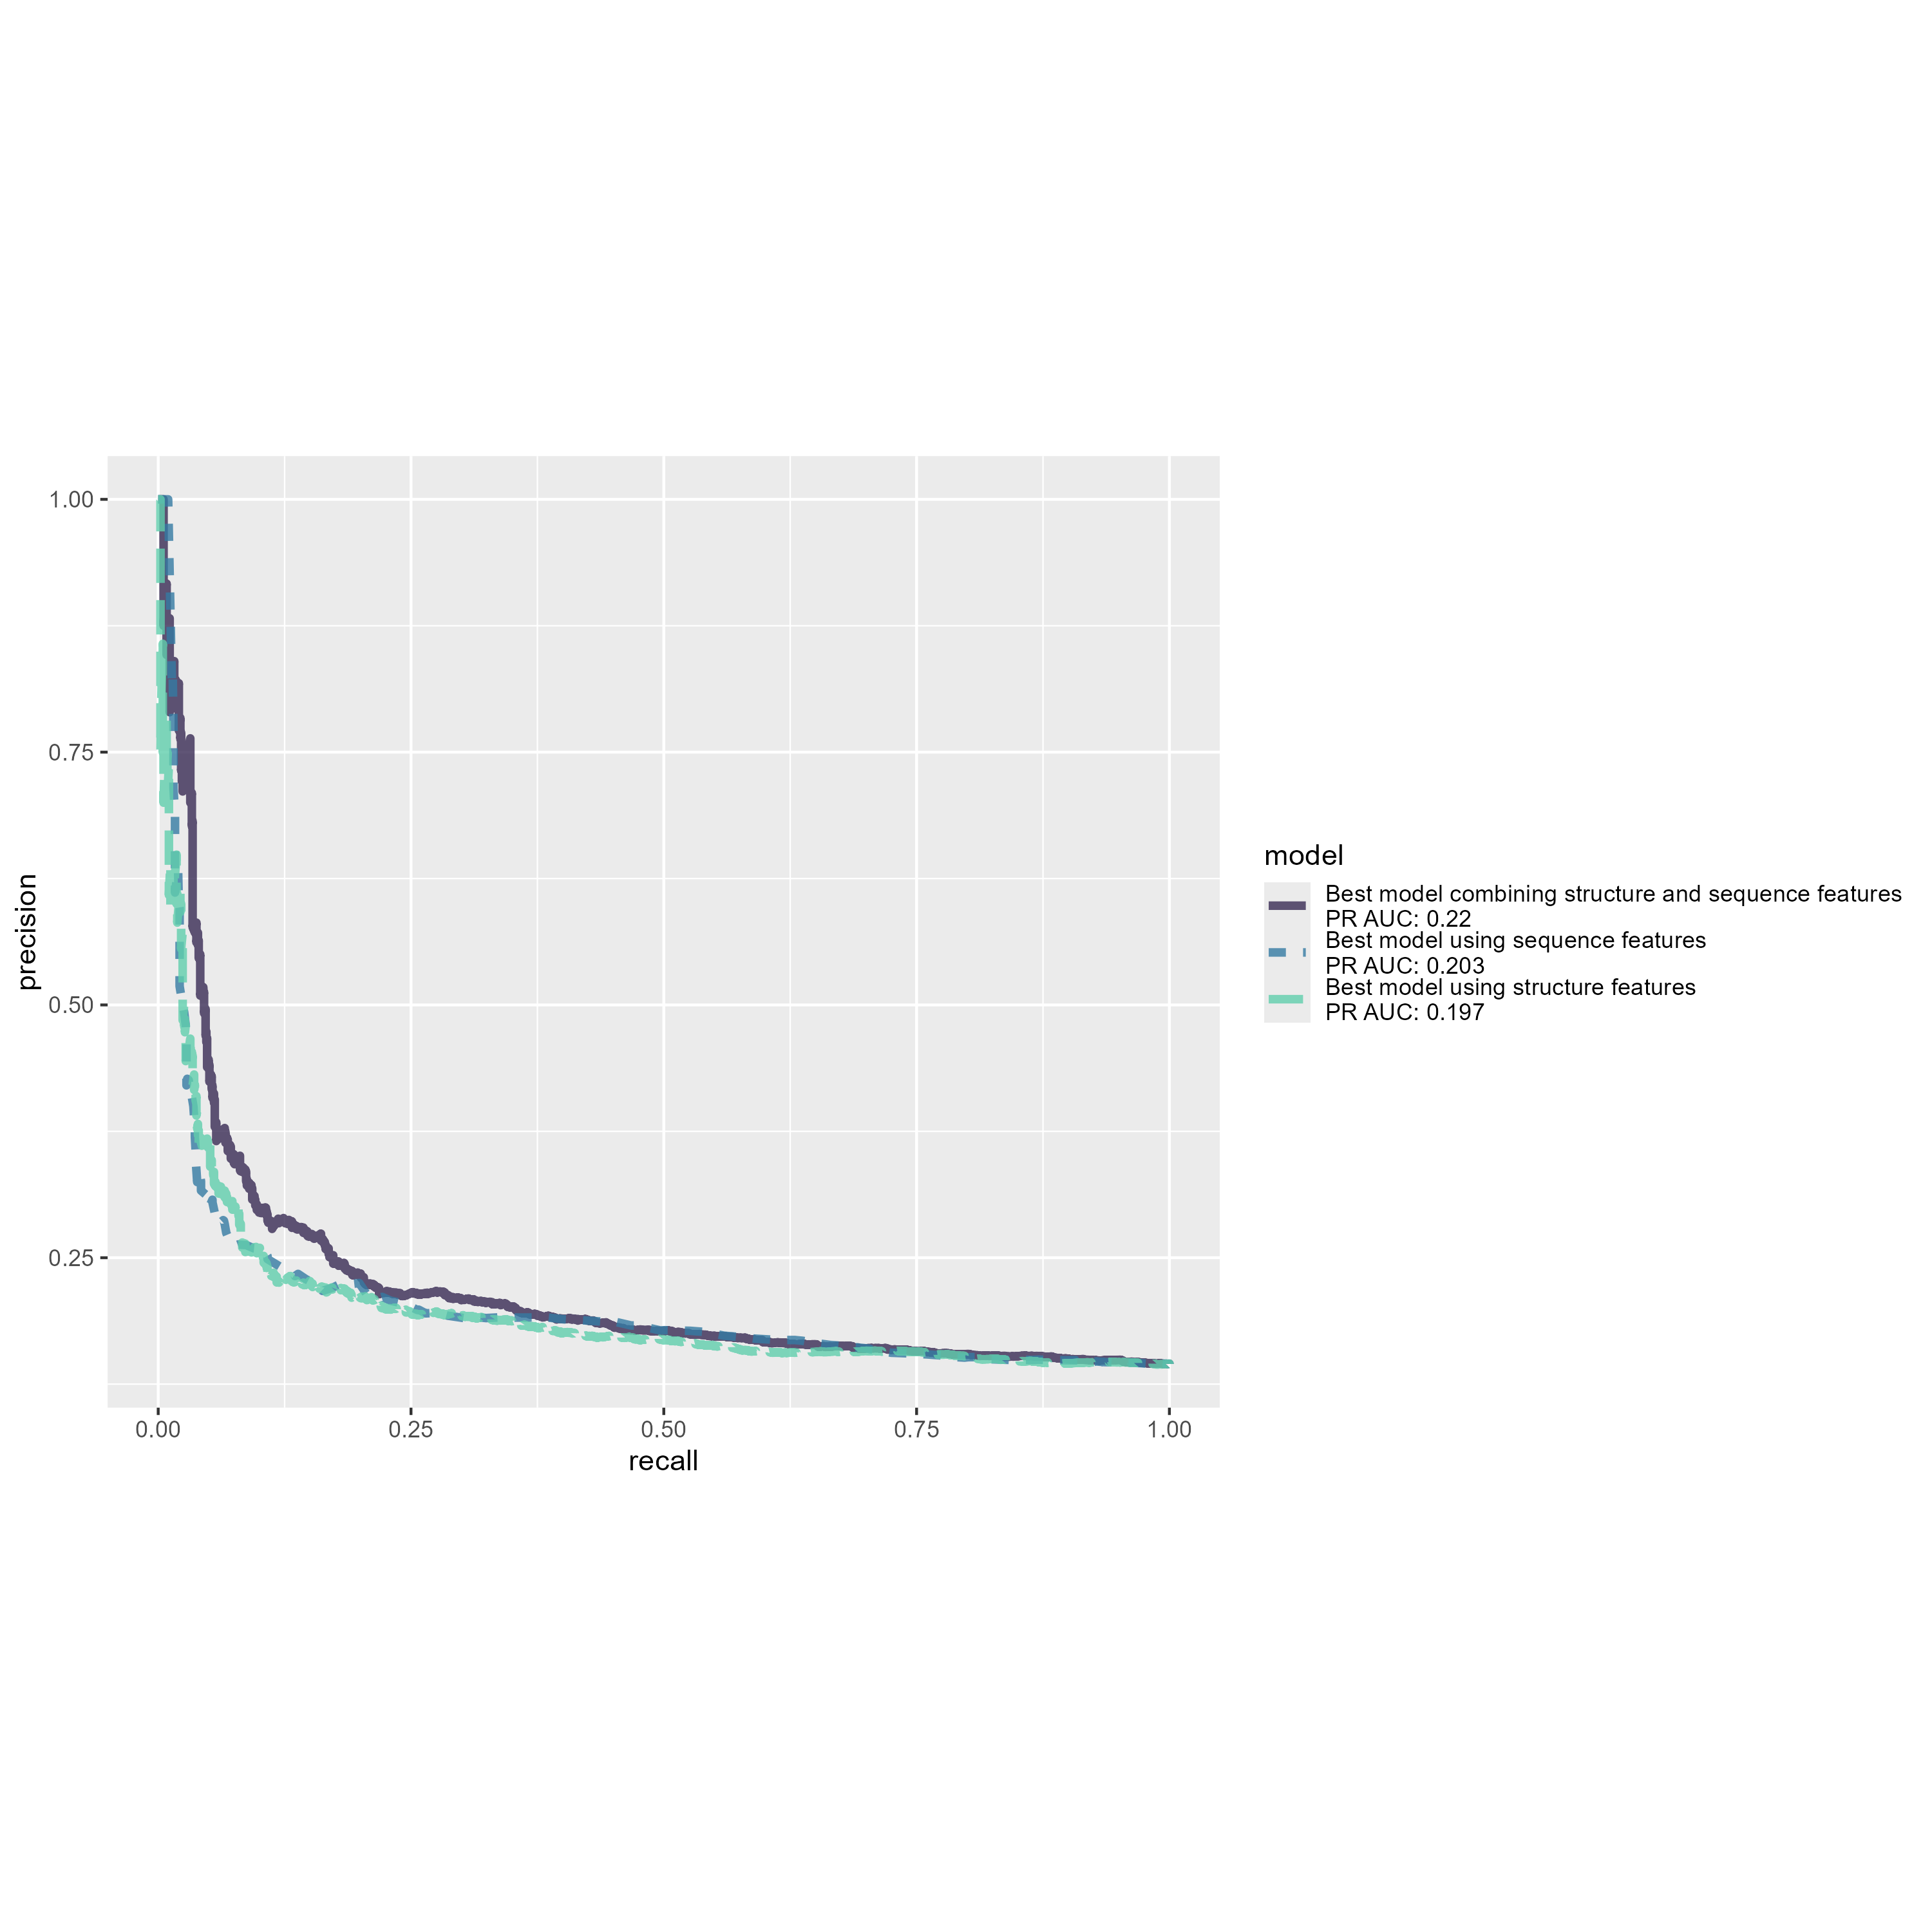 1.00
0.75
0.50
0.25
precision
0.00
0.25
0.50
0.75
1.00
recall
model
Best model combining structure and sequence features
PR AUC: 0.22
Best model using sequence features
PR AUC: 0.203
Best model using structure features
PR AUC: 0.197